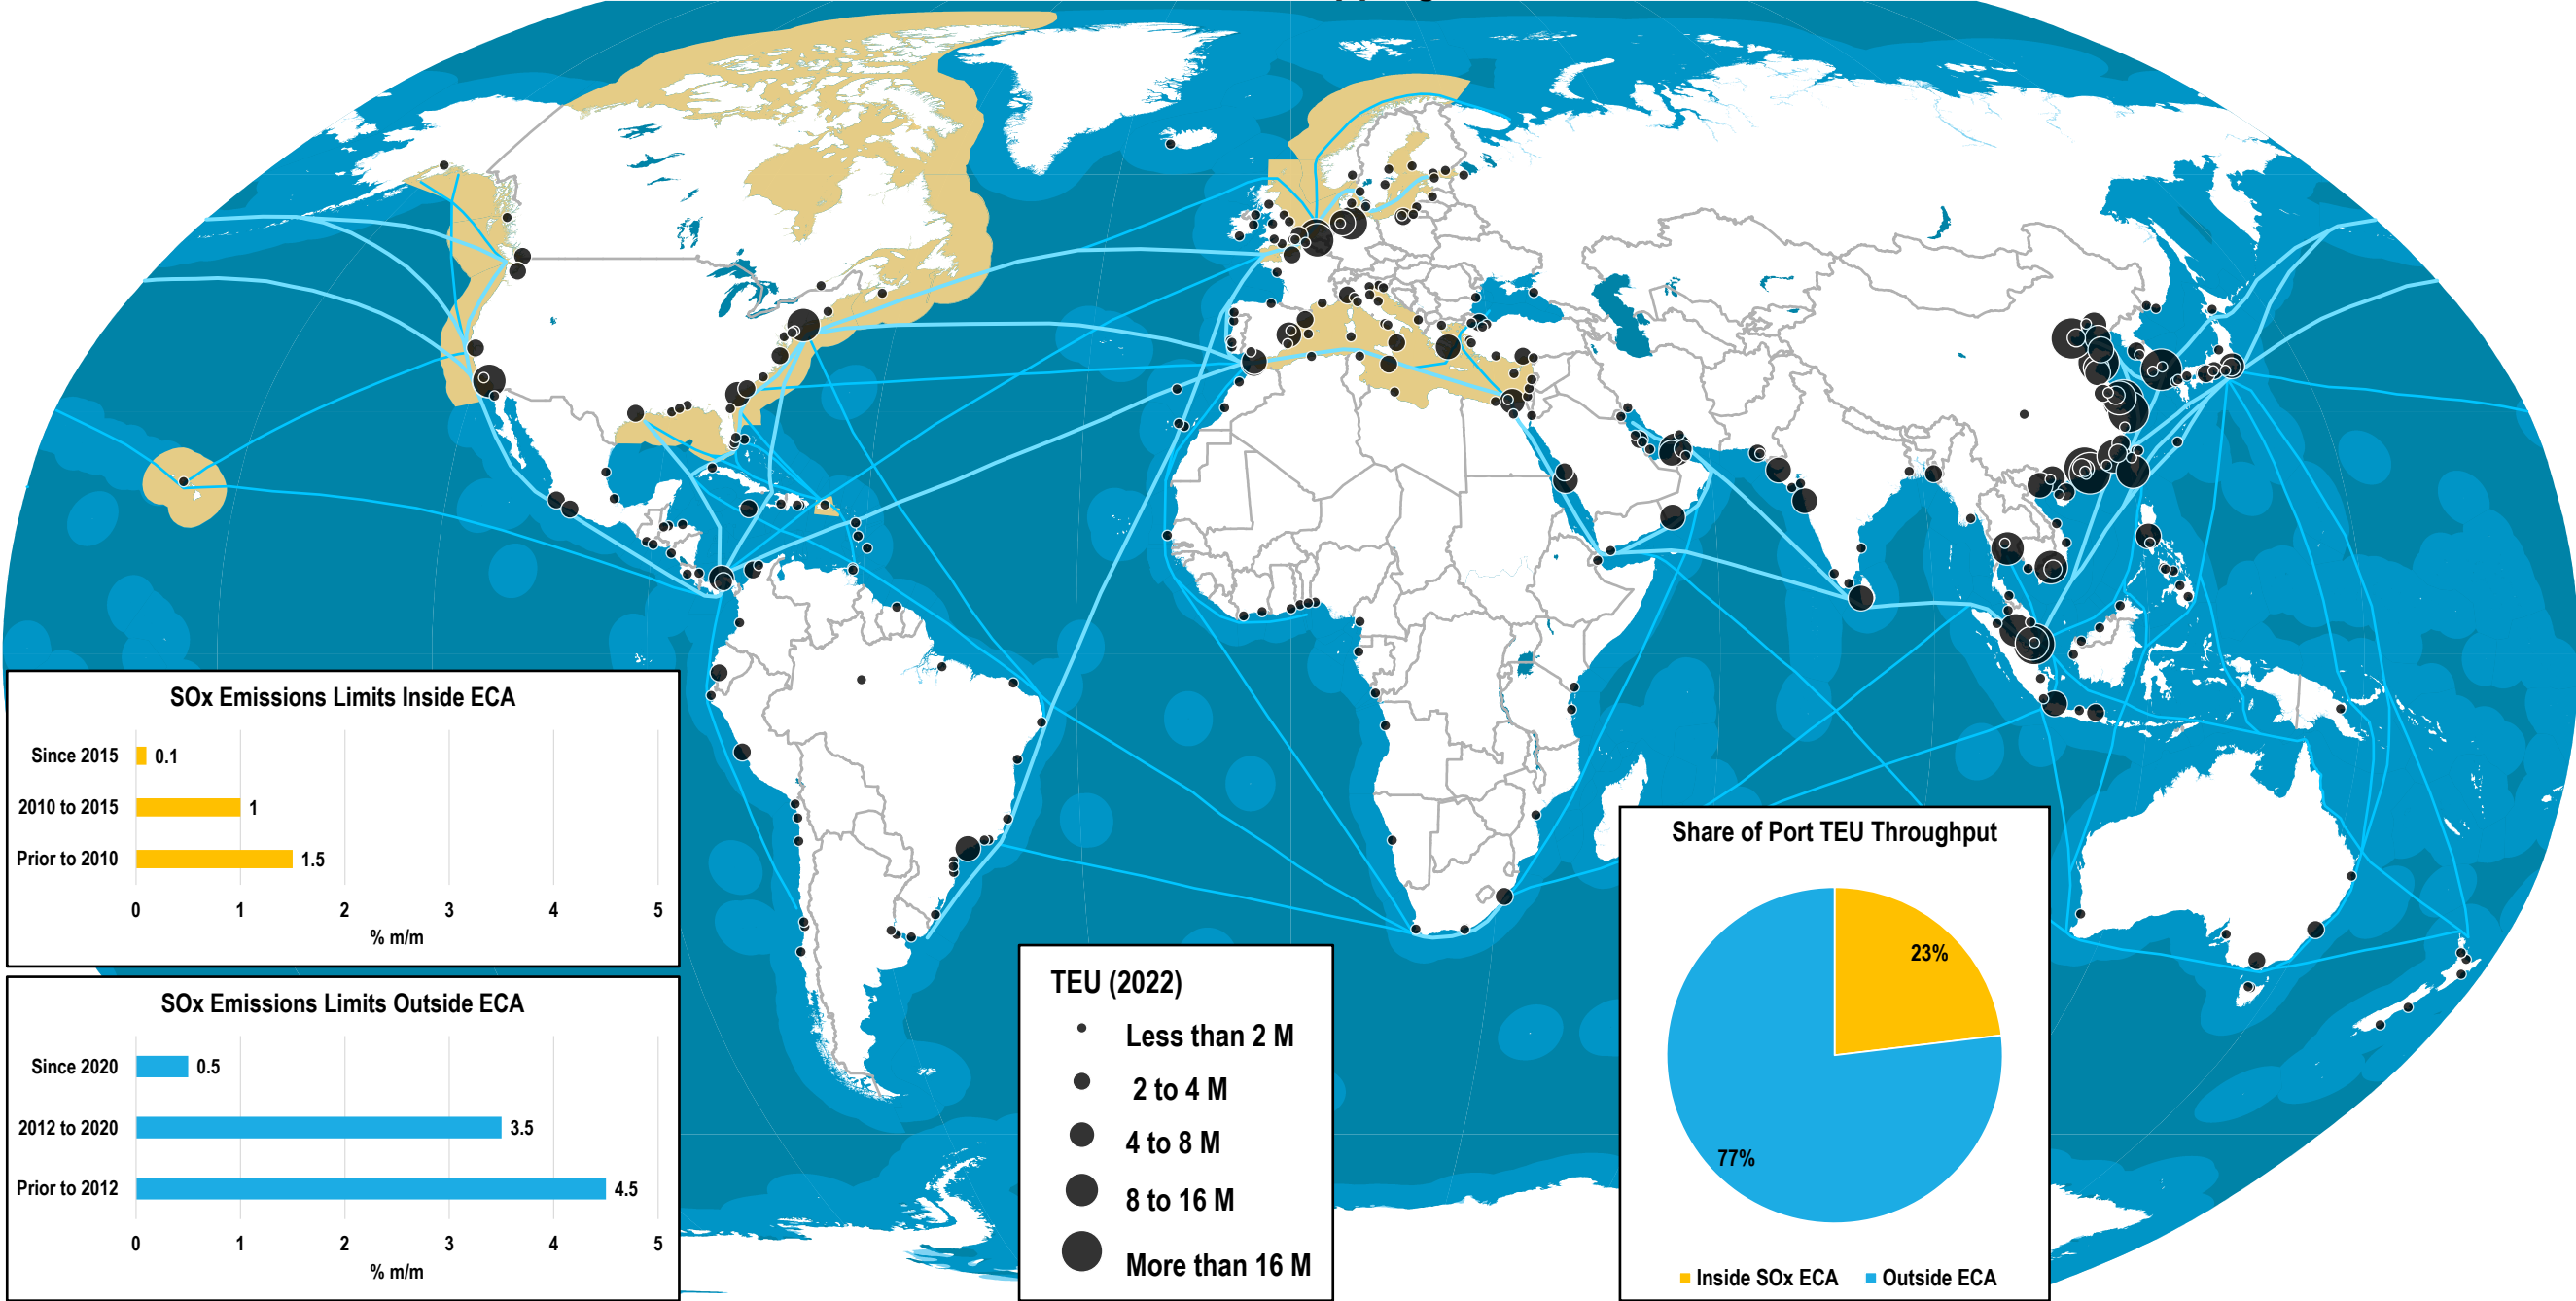 SOx Emissions Limits Inside ECA
Since 2015
0.1
2010 to 2015
1
Prior to 2010
1.5
0 1 2 3 4 5
% m/m
SOx Emissions Limits Outside ECA
Since 2020
0.5
2012 to 2020
3.5
Prior to 2012
4.5
0 1 2 3 4 5
% m/m
TEU (2022)
Less than 2 M
2 to 4 M
4 to 8 M
8 to 16 M
More than 16 M
Share of Port TEU Throughput
23%
77%
Inside SOx ECA Outside ECA